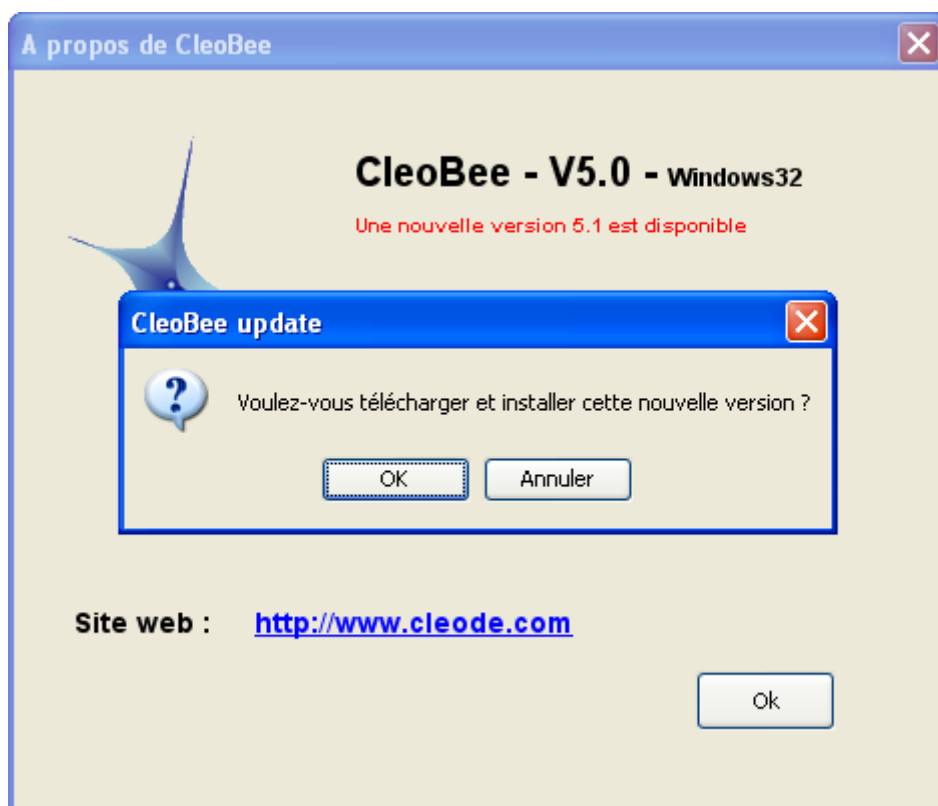 A propos de CleoBee
CleoBee - V5.0 - Windows32
Une nouvelle version 5.1 est disponible
CleoBee update
Voulez-vous télécharger et installer cette nouvelle version ?
OK Annuler
Site web : http://www.cleode.com
Ok